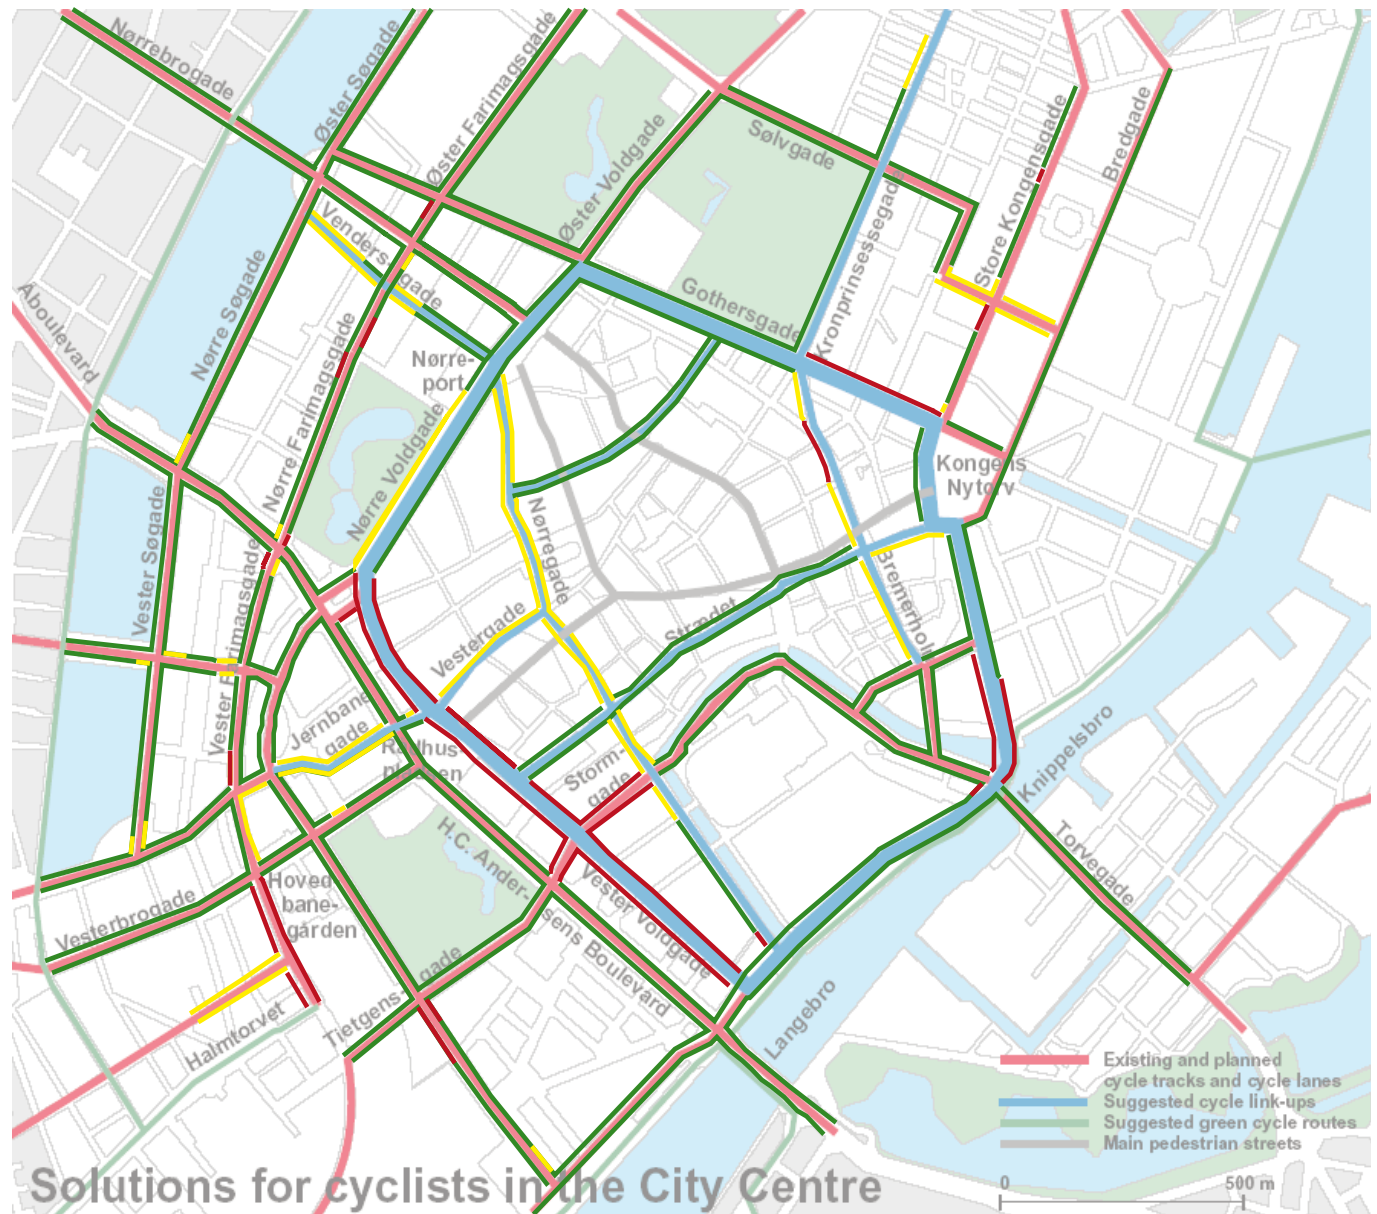 Nørrebrogade
Øster Søgade
Øster Farimagsgade
Sølvgade
Øster Voldgade
Store Kongensgade
Bredgade
Kronprinsessegade
Venders-
gade
Nørre Søgade
Aboulevard
Gothersgade
Nørre Farimagsgade
Nørre-
port
Nørre Voldgade
Kongens
Nytorv
Nørregade
Vester Søgade
Vester Farimagsgade
Bremerholm
Strædet
Vestergade
Jernbane
gade
Rådhus
pladsen
Storm-
gade
Knippelsbro
Torvegade
H.C. Ander-
sens Boulevard
Hoved
bane-
gården
Vester Voldgade
Vesterbrogade
Tietgens-
gade
Halmtorvet
Langebro
Existing and planned
cycle tracks and cycle lanes
Suggested cycle link-ups
Suggested green cycle routes
Main pedestrian streets
0 500 m
Solutions for cyclists in the City Centre